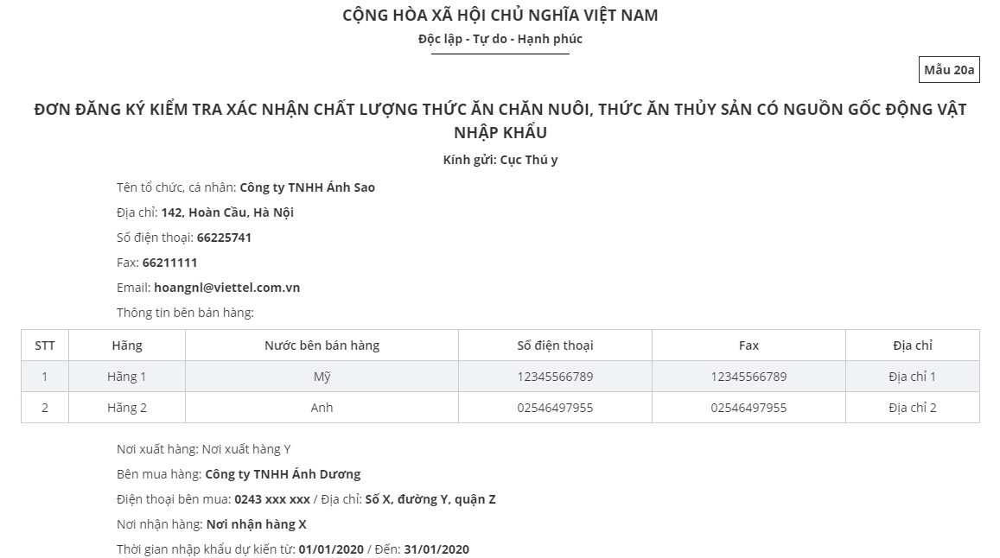 CỘNG HÒA XÃ HỘI CHỦ NGHĨA VIỆT NAM
Độc lập - Tự do - Hạnh phúc
Mẫu 20a
ĐƠN ĐĂNG KÝ KIỂM TRA XÁC NHẬN CHẤT LƯỢNG THỨC ĂN CHĂN NUÔI, THỨC ĂN THỦY SẢN CÓ NGUỒN GỐC ĐỘNG VẬT
NHẬP KHẨU
Kính gửi: Cục Thú y
Tên tổ chức, cá nhân: Công ty TNHH Ánh Sao
Địa chỉ: 142, Hoàn Cầu, Hà Nội
Số điện thoại: 66225741
Fax: 66211111
Email: hoangnl@viettel.com.vn
Thông tin bên bán hàng:
STT Hãng Nước bên bán hàng Số điện thoại Fax Địa chỉ
1 Hãng 1 Mỹ 12345566789 12345566789 Địa chỉ 1
2 Hãng 2 Anh 02546497955 02546497955 Địa chỉ 2
Nơi xuất hàng: Nơi xuất hàng Y
Bên mua hàng: Công ty TNHH Ánh Dương
Điện thoại bên mua: 0243 xxx xxx / Địa chỉ: Số X, đường Y, quận Z
Nơi nhận hàng: Nơi nhận hàng X
Thời gian nhập khẩu dự kiến từ: 01/01/2020 / Đến: 31/01/2020